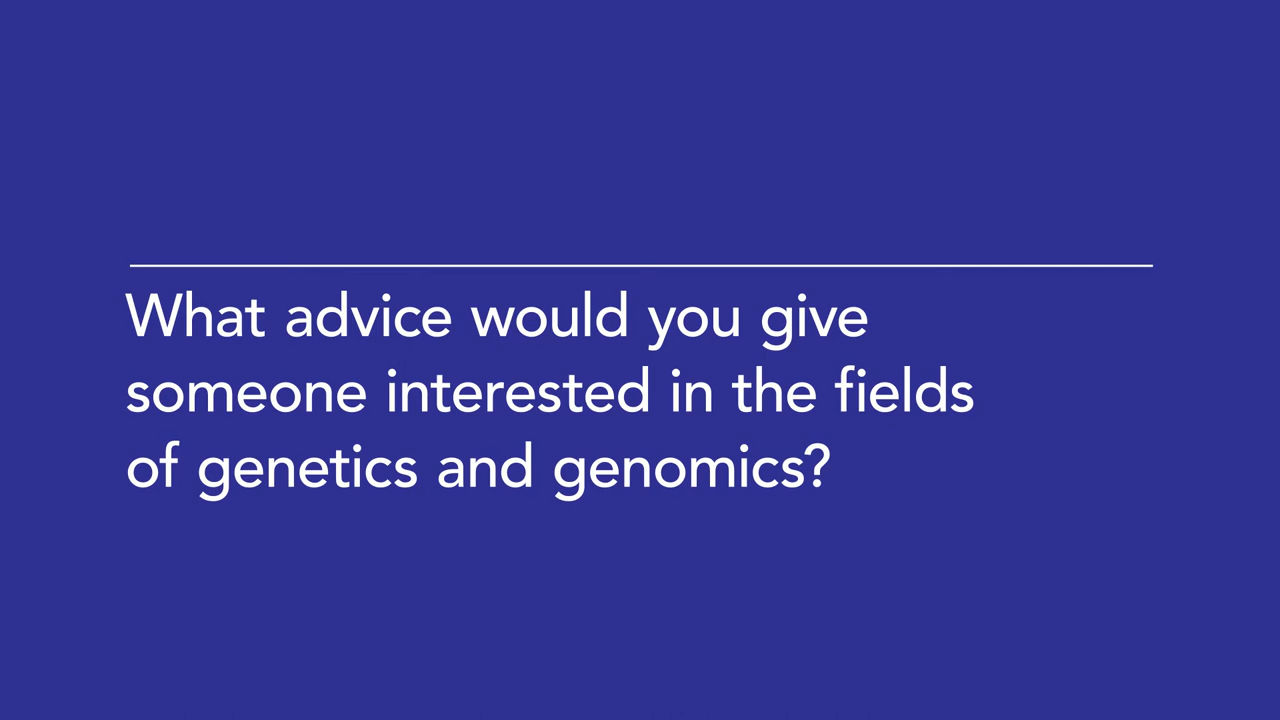 What advice would you give
someone interested in the fields
of genetics and genomics?